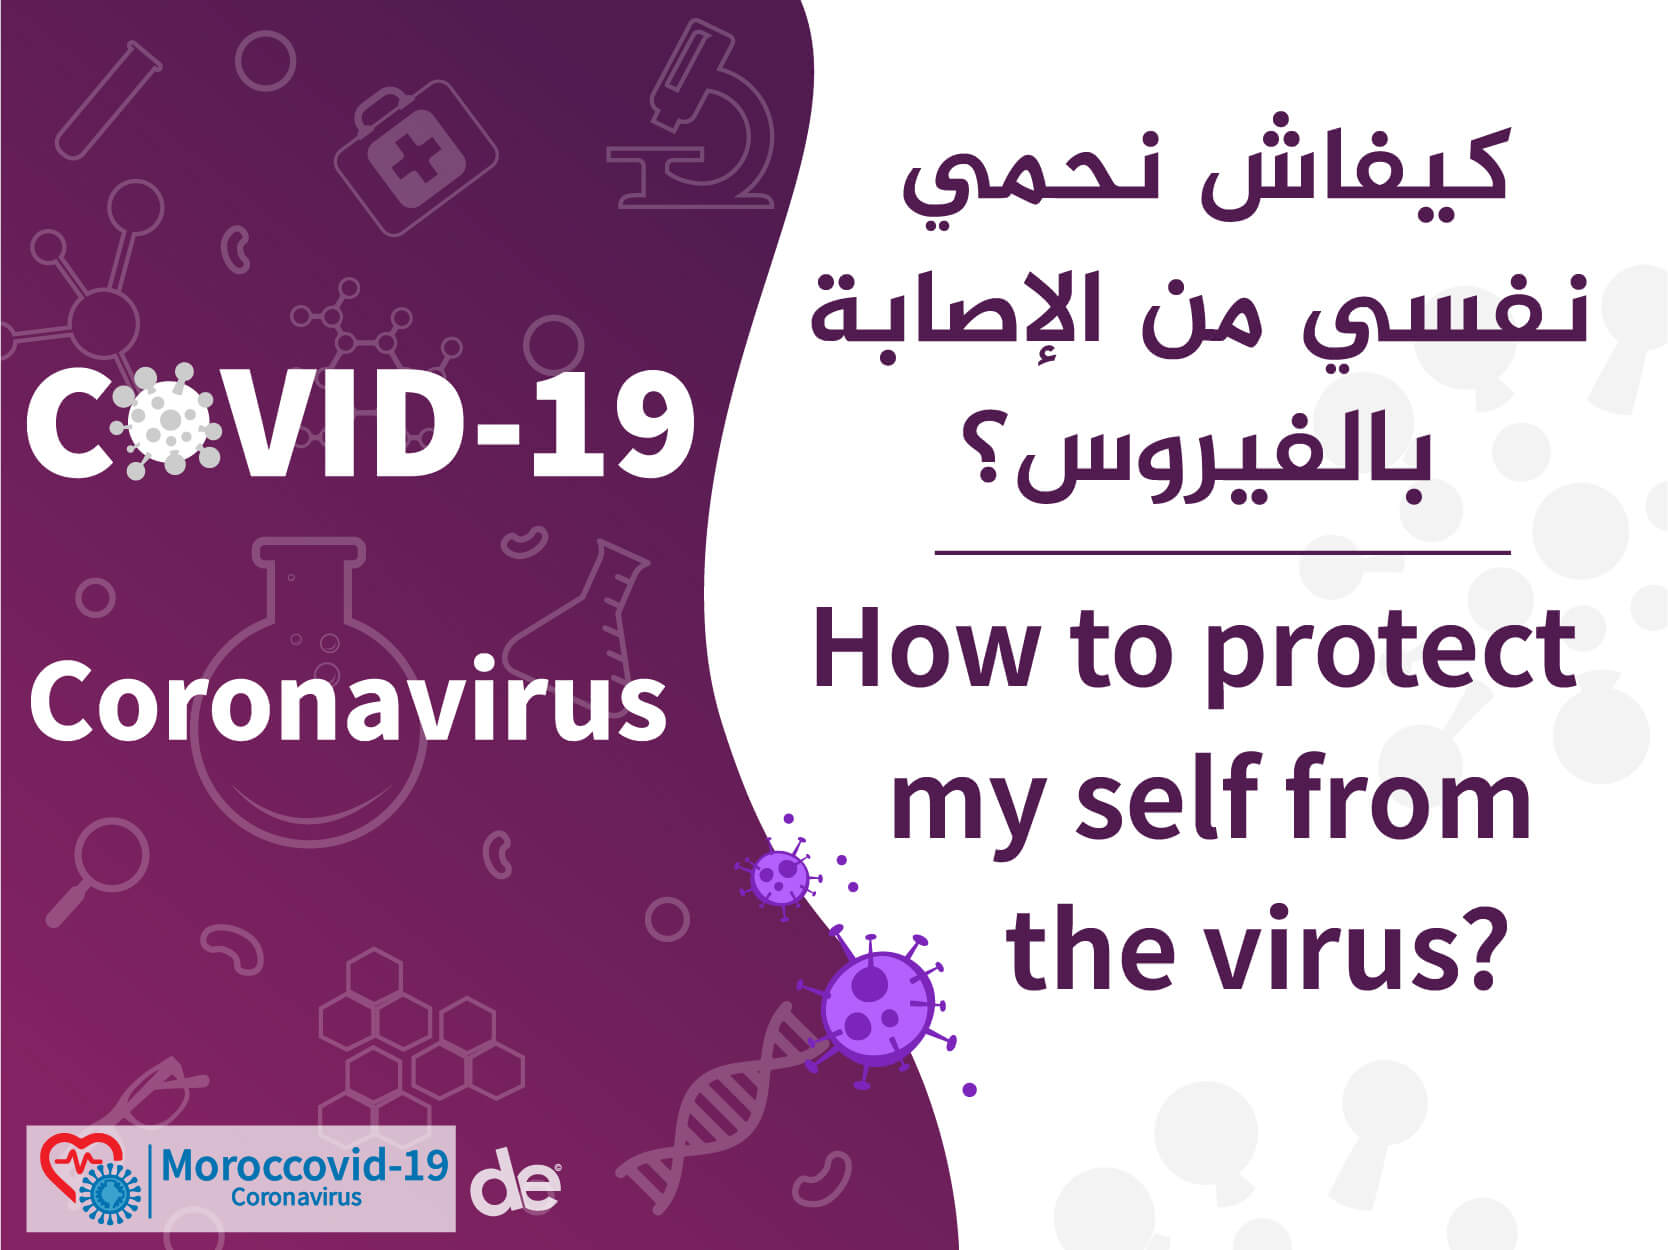 COVID-19
Coronavirus
كيفاش نحمي
نفسي من الإصابة
بالفيروس؟
How to protect
my self from
the virus?
Moroccovid-19
Coronavirus
de